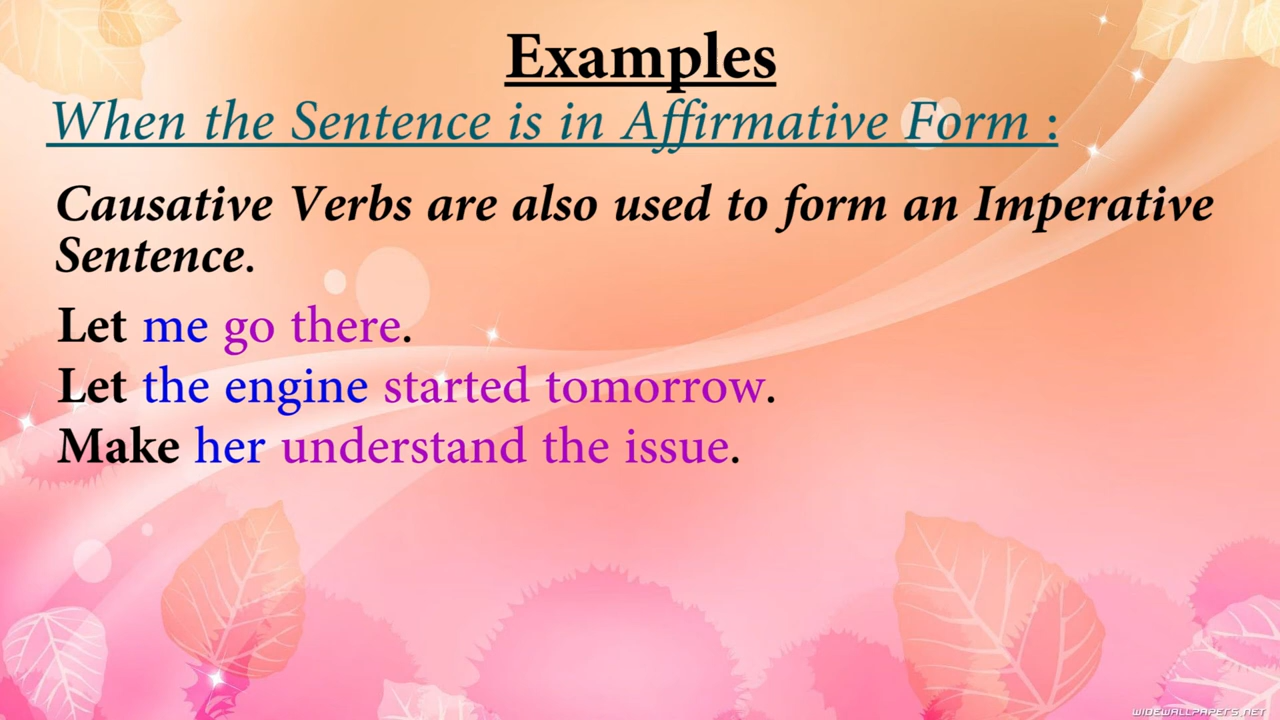 Examples
When the Sentence is in Affirmative Form :
Causative Verbs are also used to form an Imperative
Sentence.
Let me go there.
Let the engine started tomorrow.
Make her understand the issue.
WIDEWALLPAPERS.NET